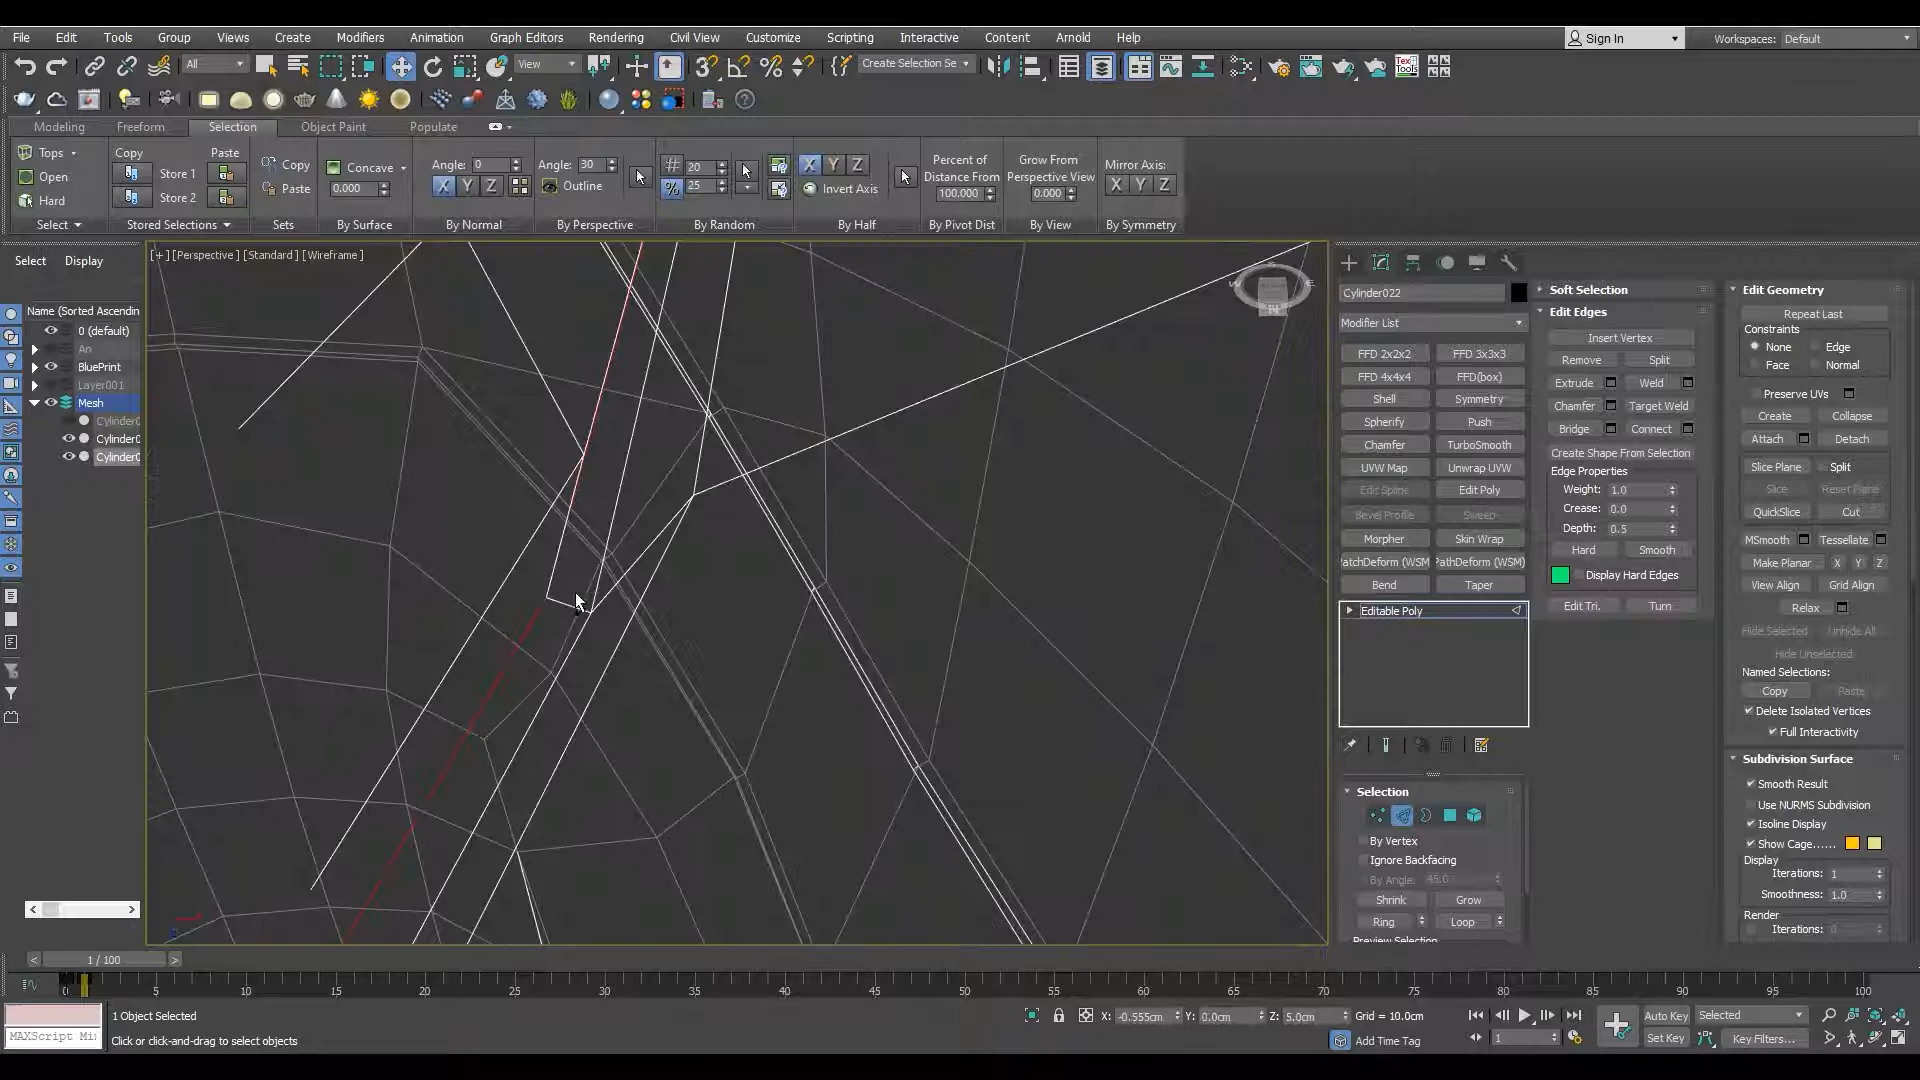 File Edit Tools Group Views Create Modifiers Animation Graph Editors Rendering Civil View Customize Scripting Interactive Content Arnold Help
Sign In Workspaces: Default
All View Create Selection Se
Modeling Freeform Selection Object Paint Populate
Tops Open Hard Select
Copy Paste Store 1 Store 2 Stored Selections
Copy Paste Sets
Concave 0.000 By Surface
Angle: 0 X Y Z By Normal
Angle: 30 Outline By Perspective
# 20 % 25 By Random
X Y Z Invert Axis By Half
Percent of Distance From 100.000 By Pivot Dist
Grow From Perspective View 0.000 By View
Mirror Axis: X Y Z By Symmetry
Select Display
Name (Sorted Ascendin
0 (default)
An
BluePrint
Layer001
Mesh
Cylinder0
Cylinder0
Cylinder0
[+] [Perspective ] [Standard ] [Wireframe ]
Cylinder022
Modifier List
FFD 2x2x2 FFD 3x3x3
FFD 4x4x4 FFD(box)
Shell Symmetry
Spherify Push
Chamfer TurboSmooth
UVW Map Unwrap UVW
Edit Spline Edit Poly
Bevel Profile Sweep
Morpher Skin Wrap
PatchDeform (WSM) PathDeform (WSM)
Bend Taper
Editable Poly
Selection
By Vertex
Ignore Backfacing
By Angle: 45.0
Shrink Grow
Ring Loop
Preview Selection
Soft Selection
Edit Edges
Insert Vertex
Remove Split
Extrude Weld
Chamfer Target Weld
Bridge Connect
Create Shape From Selection
Edge Properties
Weight: 1.0
Crease: 0.0
Depth: 0.5
Hard Smooth
Display Hard Edges
Edit Tri. Turn
Edit Geometry
Repeat Last
Constraints
None Edge
Face Normal
Preserve UVs
Create Collapse
Attach Detach
Slice Plane Split
Slice Reset Plane
QuickSlice Cut
MSmooth Tessellate
Make Planar X Y Z
View Align Grid Align
Relax
Hide Selected Unhide All
Hide Unselected
Named Selections:
Copy Paste
Delete Isolated Vertices
Full Interactivity
Subdivision Surface
Smooth Result
Use NURMS Subdivision
Isoline Display
Show Cage......
Display
Iterations: 1
Smoothness: 1.0
Render
Iterations: 0
< 1 / 100 >
0 5 10 15 20 25 30 35 40 45 50 55 60 65 70 75 80 85 90 95 100
1 Object Selected
X: -0.555cm Y: 0.0cm Z: 5.0cm Grid = 10.0cm
Auto Key Selected
MAXScript Mi
Click or click-and-drag to select objects
Add Time Tag
1
Set Key Key Filters...